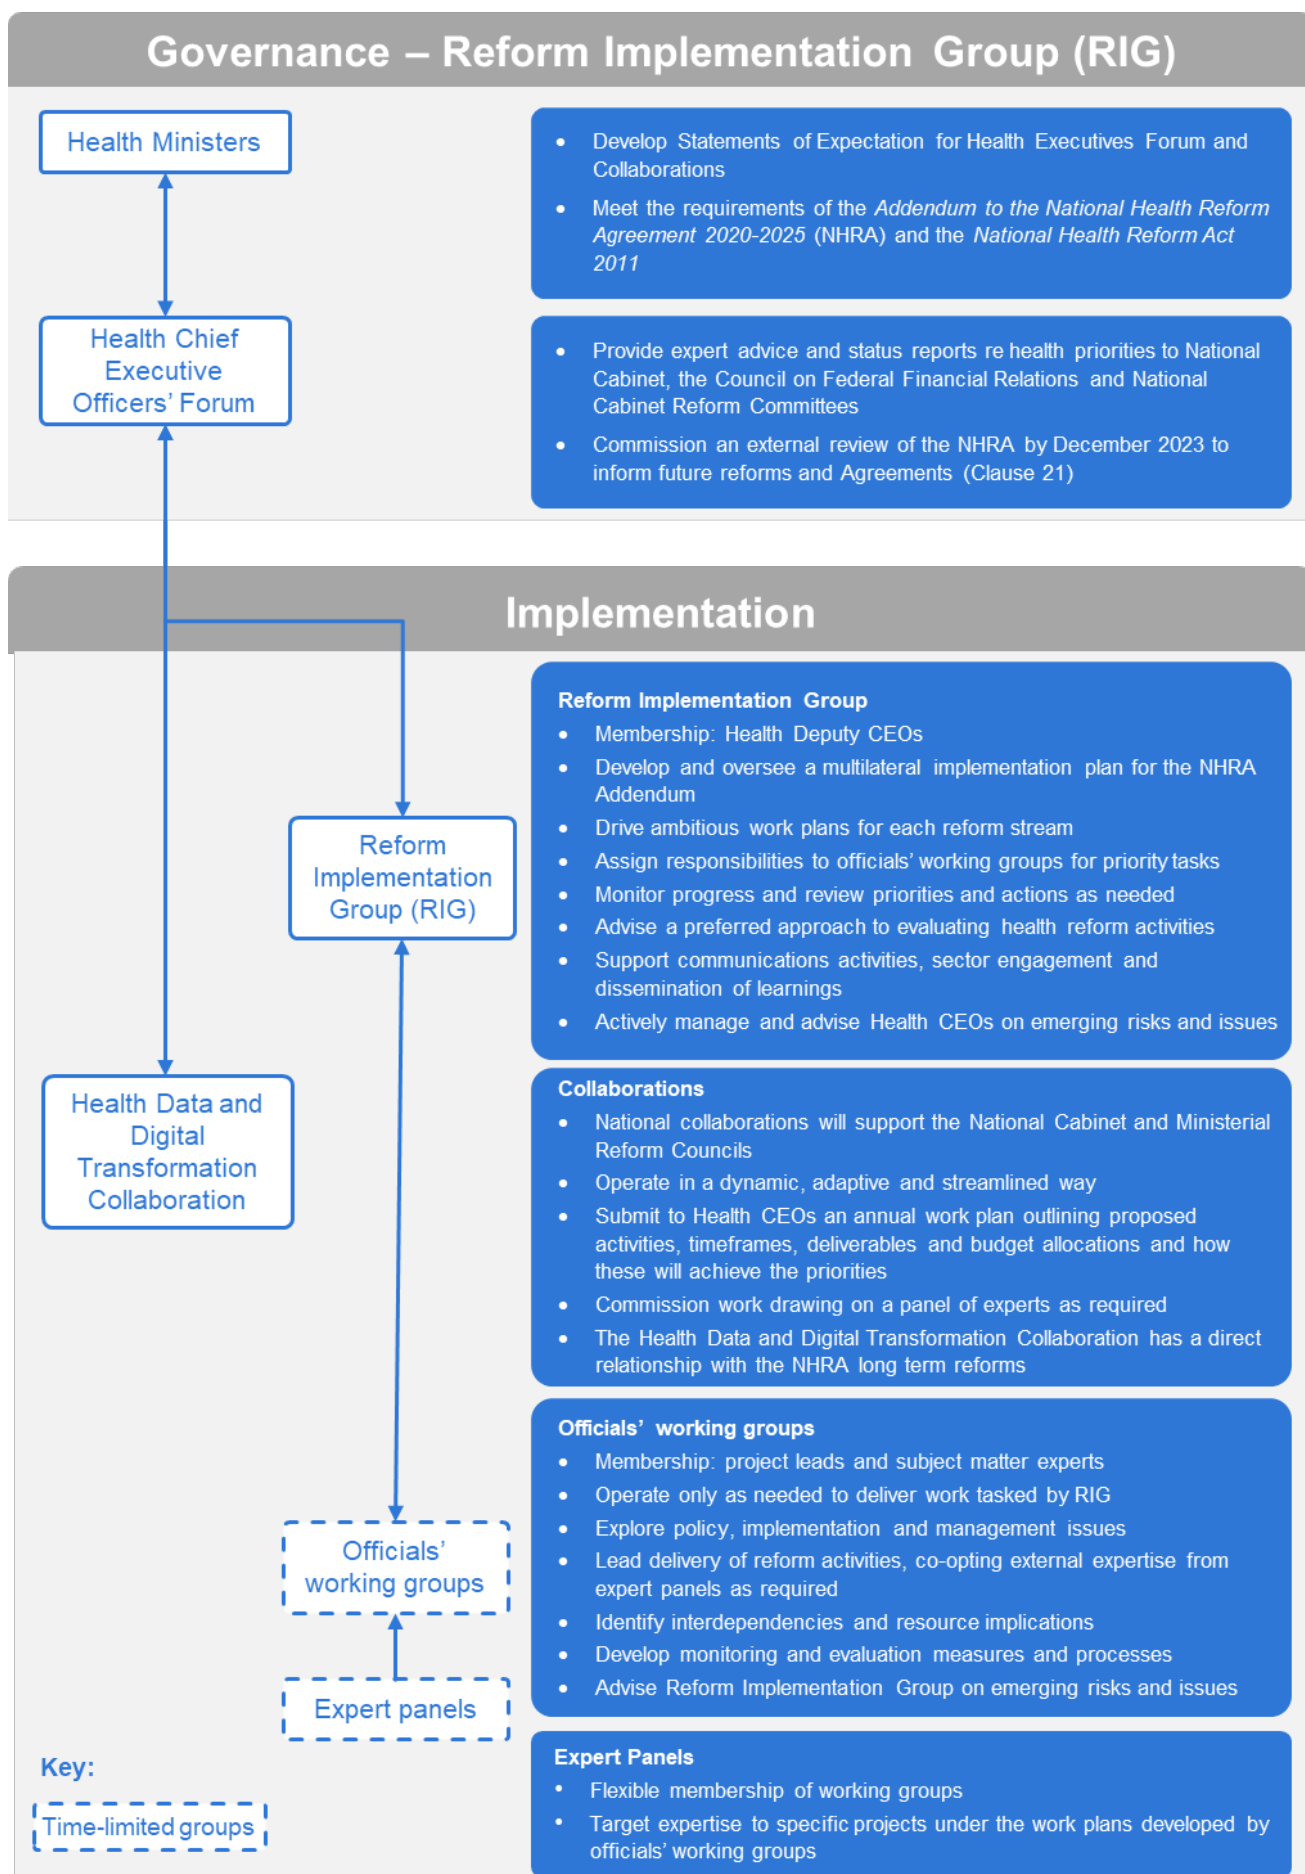 Governance – Reform Implementation Group (RIG)
Health Ministers
• Develop Statements of Expectation for Health Executives Forum and
Collaborations
• Meet the requirements of the Addendum to the National Health Reform
Agreement 2020-2025 (NHRA) and the National Health Reform Act
2011
Health Chief
Executive
Officers’ Forum
• Provide expert advice and status reports re health priorities to National
Cabinet, the Council on Federal Financial Relations and National
Cabinet Reform Committees
• Commission an external review of the NHRA by December 2023 to
inform future reforms and Agreements (Clause 21)
Implementation
Reform
Implementation
Group (RIG)
Reform Implementation Group
• Membership: Health Deputy CEOs
• Develop and oversee a multilateral implementation plan for the NHRA
Addendum
• Drive ambitious work plans for each reform stream
• Assign responsibilities to officials’ working groups for priority tasks
• Monitor progress and review priorities and actions as needed
• Advise a preferred approach to evaluating health reform activities
• Support communications activities, sector engagement and
dissemination of learnings
• Actively manage and advise Health CEOs on emerging risks and issues
Health Data and
Digital
Transformation
Collaboration
Collaborations
• National collaborations will support the National Cabinet and Ministerial
Reform Councils
• Operate in a dynamic, adaptive and streamlined way
• Submit to Health CEOs an annual work plan outlining proposed
activities, timeframes, deliverables and budget allocations and how
these will achieve the priorities
• Commission work drawing on a panel of experts as required
• The Health Data and Digital Transformation Collaboration has a direct
relationship with the NHRA long term reforms
Officials’
working groups
Officials’ working groups
• Membership: project leads and subject matter experts
• Operate only as needed to deliver work tasked by RIG
• Explore policy, implementation and management issues
• Lead delivery of reform activities, co-opting external expertise from
expert panels as required
• Identify interdependencies and resource implications
• Develop monitoring and evaluation measures and processes
• Advise Reform Implementation Group on emerging risks and issues
Expert panels
Expert Panels
• Flexible membership of working groups
• Target expertise to specific projects under the work plans developed by
officials’ working groups
Key:
Time-limited groups